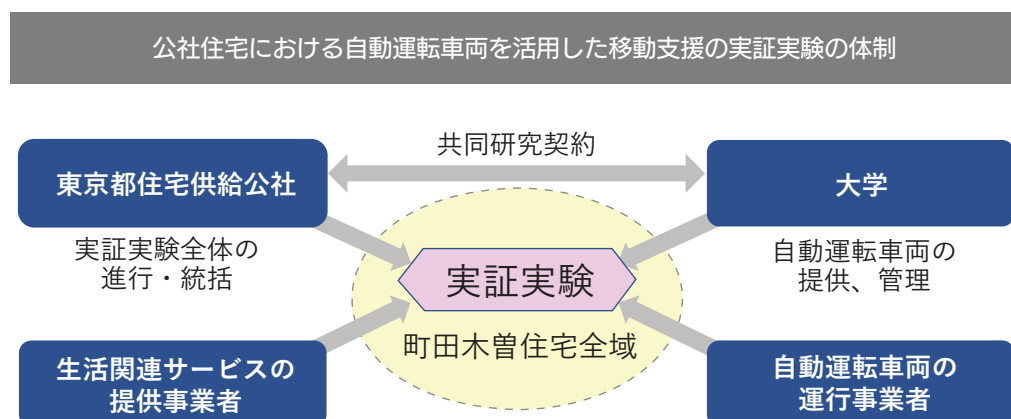 公社住宅における自動運転車両を活用した移動支援の実証実験の体制
共同研究契約
東京都住宅供給公社
大学
実証実験全体の
進行・統括
自動運転車両の
提供、管理
実証実験
町田木曽住宅全域
生活関連サービスの
提供事業者
自動運転車両の
運行事業者